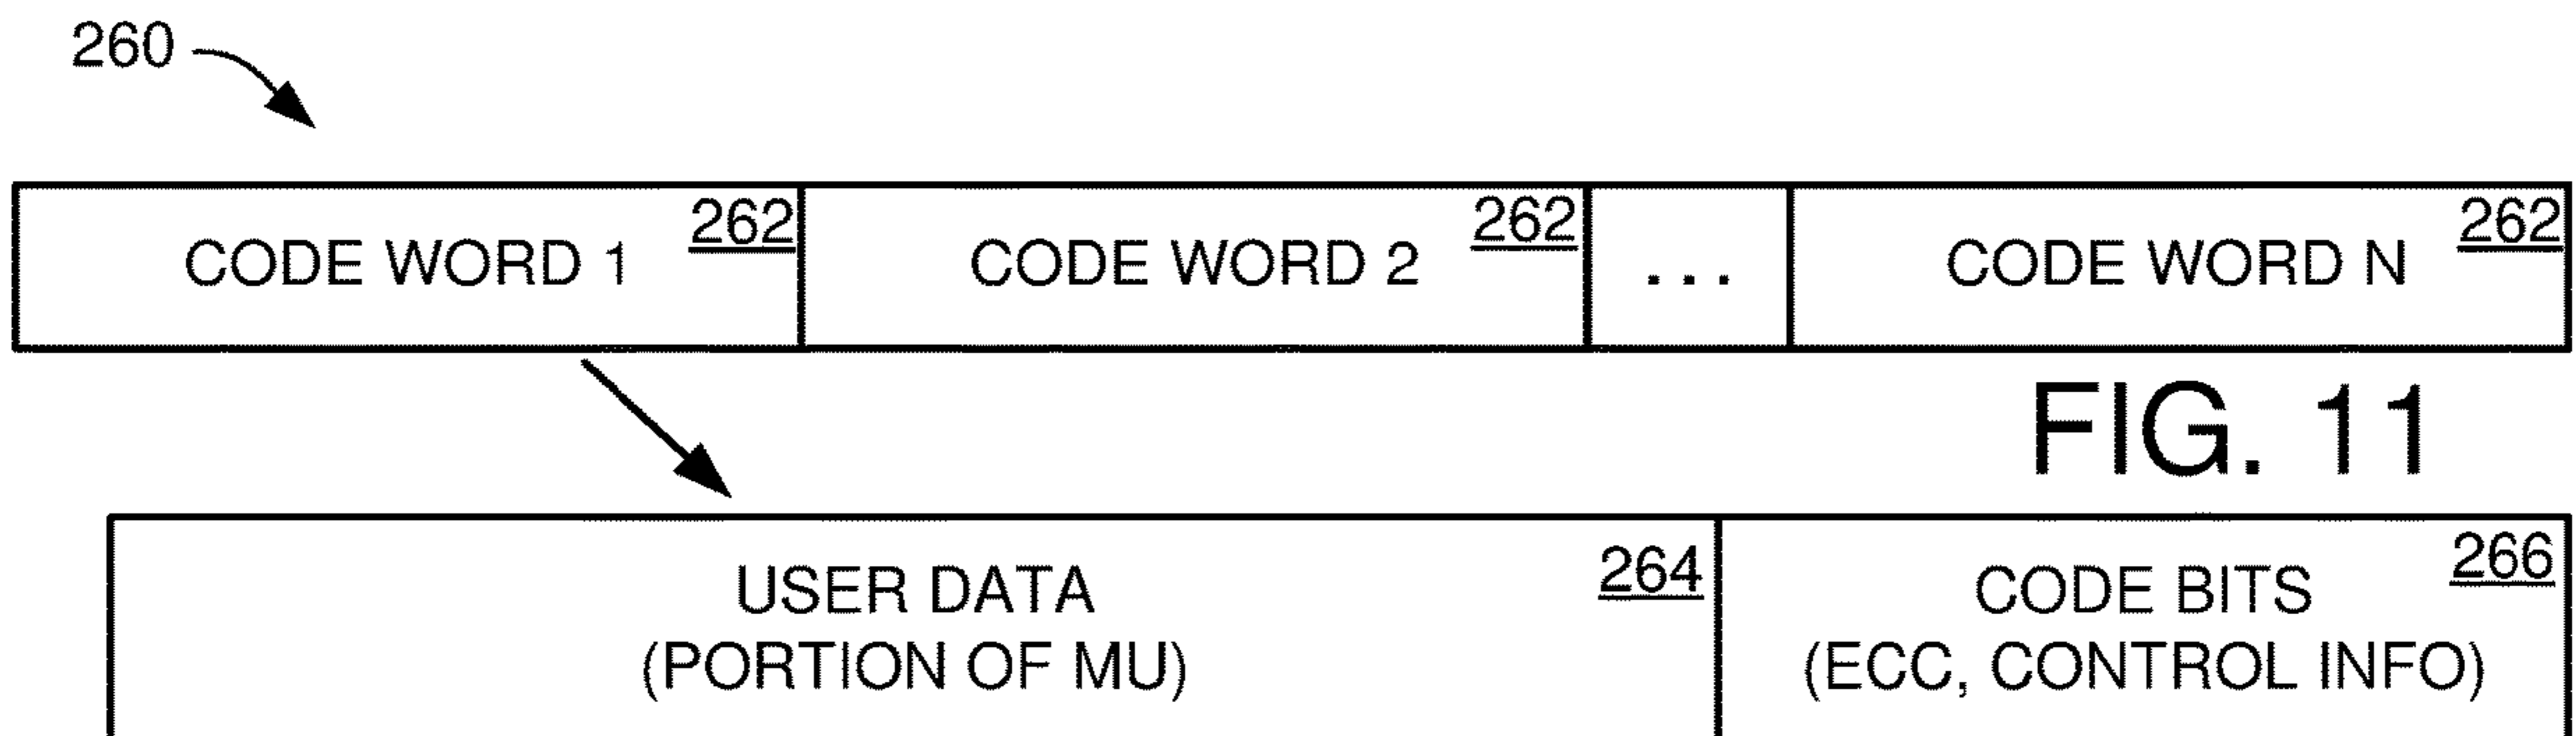 260
CODE WORD 1 262 CODE WORD 2 262 ... CODE WORD N 262
FIG. 11
USER DATA 264 CODE BITS 266
(PORTION OF MU) (ECC, CONTROL INFO)